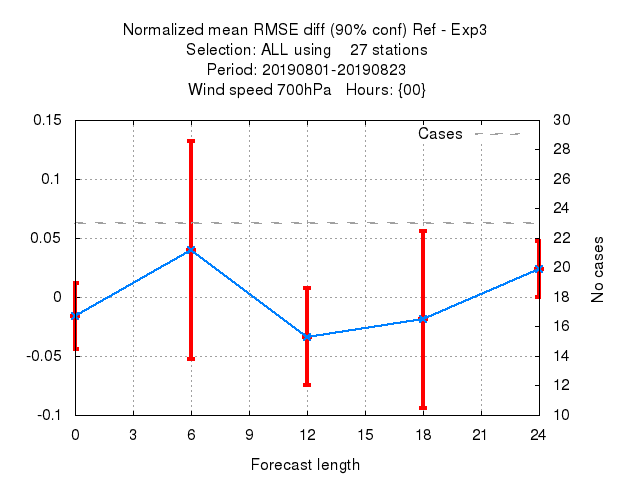 Normalized mean RMSE diff (90% conf) Ref - Exp3
Selection: ALL using    27 stations
Period: 20190801-20190823
Wind speed 700hPa   Hours: {00}
Cases
0.15
0.1
0.05
0
-0.05
-0.1
30
28
26
24
22
20
18
16
14
12
10
No cases
0 3 6 9 12 15 18 21 24
Forecast length